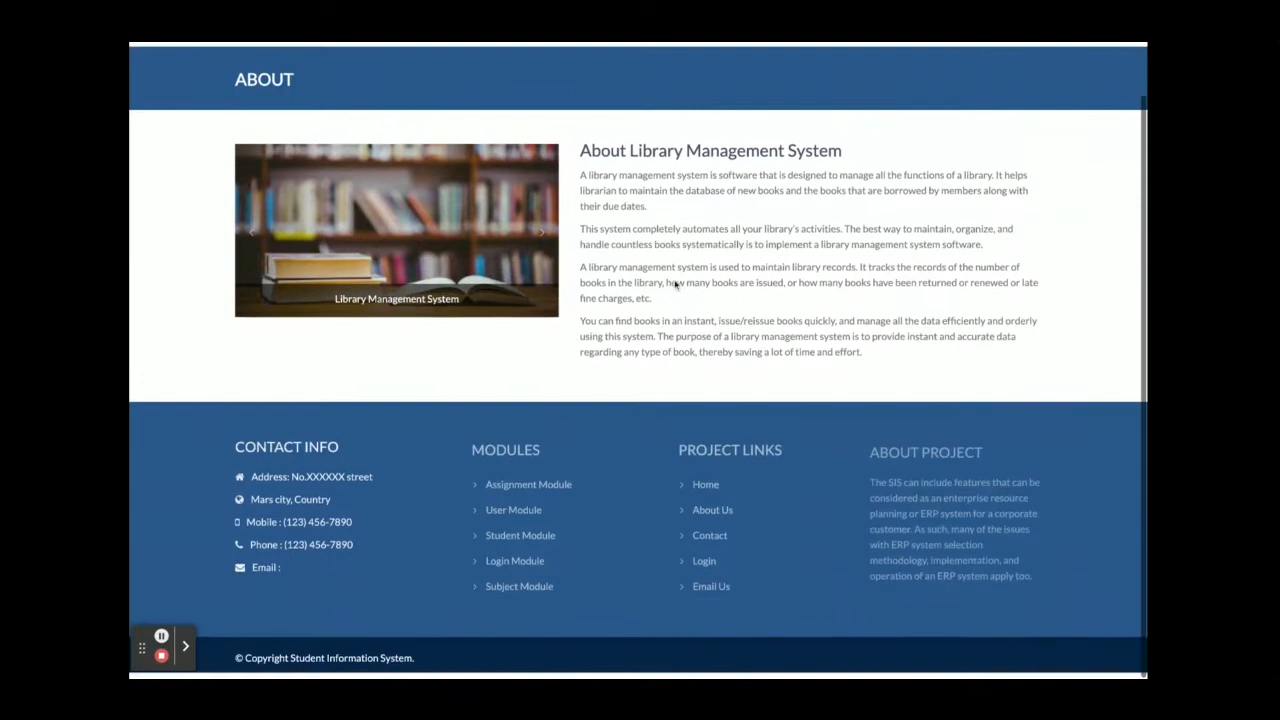 ABOUT
Library Management System
About Library Management System
A library management system is software that is designed to manage all the functions of a library. It helps
librarian to maintain the database of new books and the books that are borrowed by members along with
their due dates.
This system completely automates all your library's activities. The best way to maintain, organize, and
handle countless books systematically is to implement a library management system software.
A library management system is used to maintain library records. It tracks the records of the number of
books in the library, how many books are issued, or how many books have been returned or renewed or late
fine charges, etc.
You can find books in an instant, issue/reissue books quickly, and manage all the data efficiently and orderly
using this system. The purpose of a library management system is to provide instant and accurate data
regarding any type of book, thereby saving a lot of time and effort.
CONTACT INFO
Address: No.XXXXXX street
Mars city, Country
Mobile : (123) 456-7890
Phone : (123) 456-7890
Email :
MODULES
Assignment Module
User Module
Student Module
Login Module
Subject Module
PROJECT LINKS
Home
About Us
Contact
Login
Email Us
ABOUT PROJECT
The SIS can include features that can be
considered as an enterprise resource
planning or ERP system for a corporate
customer. As such, many of the issues
with ERP system selection
methodology, implementation, and
operation of an ERP system apply too.
© Copyright Student Information System.